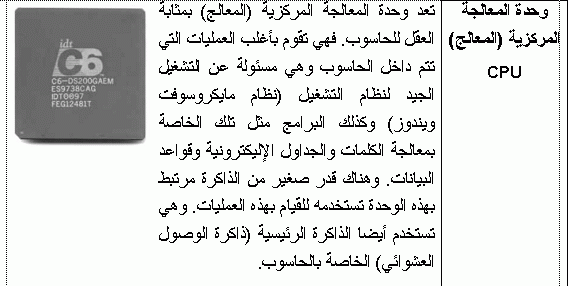 وحدة المعالجة
المركزية (المعالج)
CPU
تعد وحدة المعالجة المركزية (المعالج) بمثابة
العقل للحاسوب. فهي تقوم بأغلب العمليات التي
تتم داخل الحاسوب وهي مسئولة عن التشغيل
الجيد لنظام التشغيل (نظام مايكروسوفت
ويندوز) وكذلك البرامج مثل تلك الخاصة
بمعالجة الكلمات والجداول الإليكترونية وقواعد
البيانات. وهناك قدر صغير من الذاكرة مرتبط
بهذه الوحدة تستخدمه للقيام بهذه العمليات. وهي
تستخدم أيضا الذاكرة الرئيسية (ذاكرة الوصول
العشوائي) الخاصة بالحاسوب.
idt
C6
C6-DS200GAEM
ES9738CAG
IDT0097
FEG12481T